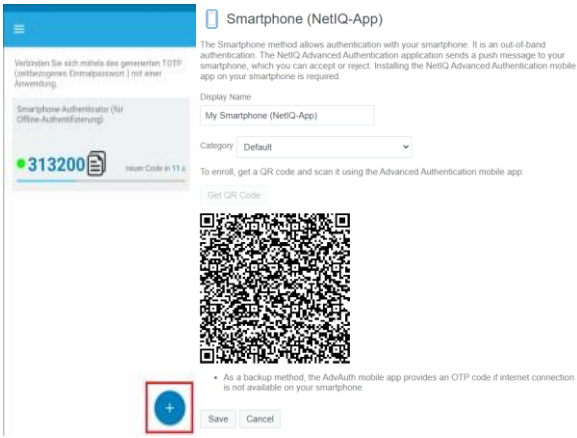 Verbinden Sie sich mittels des generierten TOTP
(zeitbezogenes Einmalpasswort ) mit einer
Anwendung.
Smartphone-Authenticator (für
Offline-Authentifizierung)
313200
neuer Code in 11 s
+
Smartphone (NetIQ-App)
The Smartphone method allows authentication with your smartphone. It is an out-of-band
authentication. The NetIQ Advanced Authentication application sends a push message to your
smartphone, which you can accept or reject. Installing the NetIQ Advanced Authentication mobile
app on your smartphone is required.
Display Name
My Smartphone (NetIQ-App)
Category Default
To enroll, get a QR code and scan it using the Advanced Authentication mobile app:
Get QR Code
• As a backup method, the AdvAuth mobile app provides an OTP code if internet connection
is not available on your smartphone.
Save Cancel